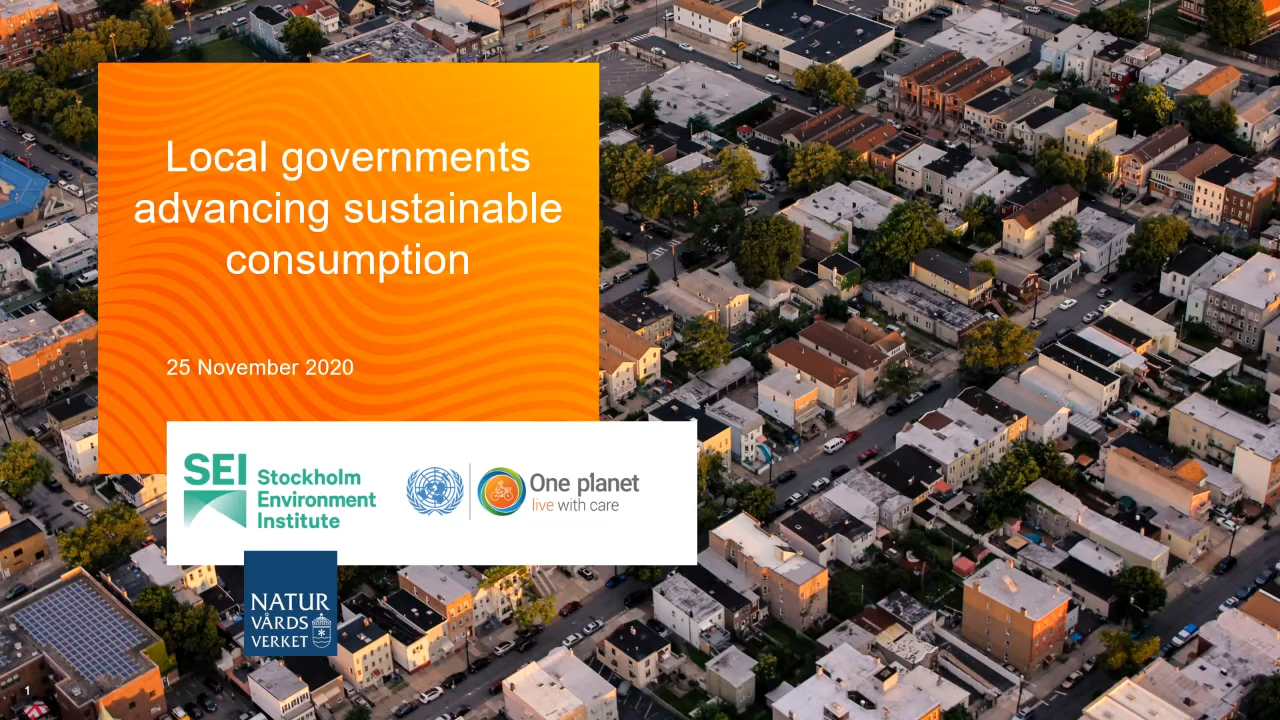 Local governments
advancing sustainable
consumption
25 November 2020
SEI Stockholm
Environment
Institute
One planet
live with care
NATUR
VÅRDS
VERKET
1